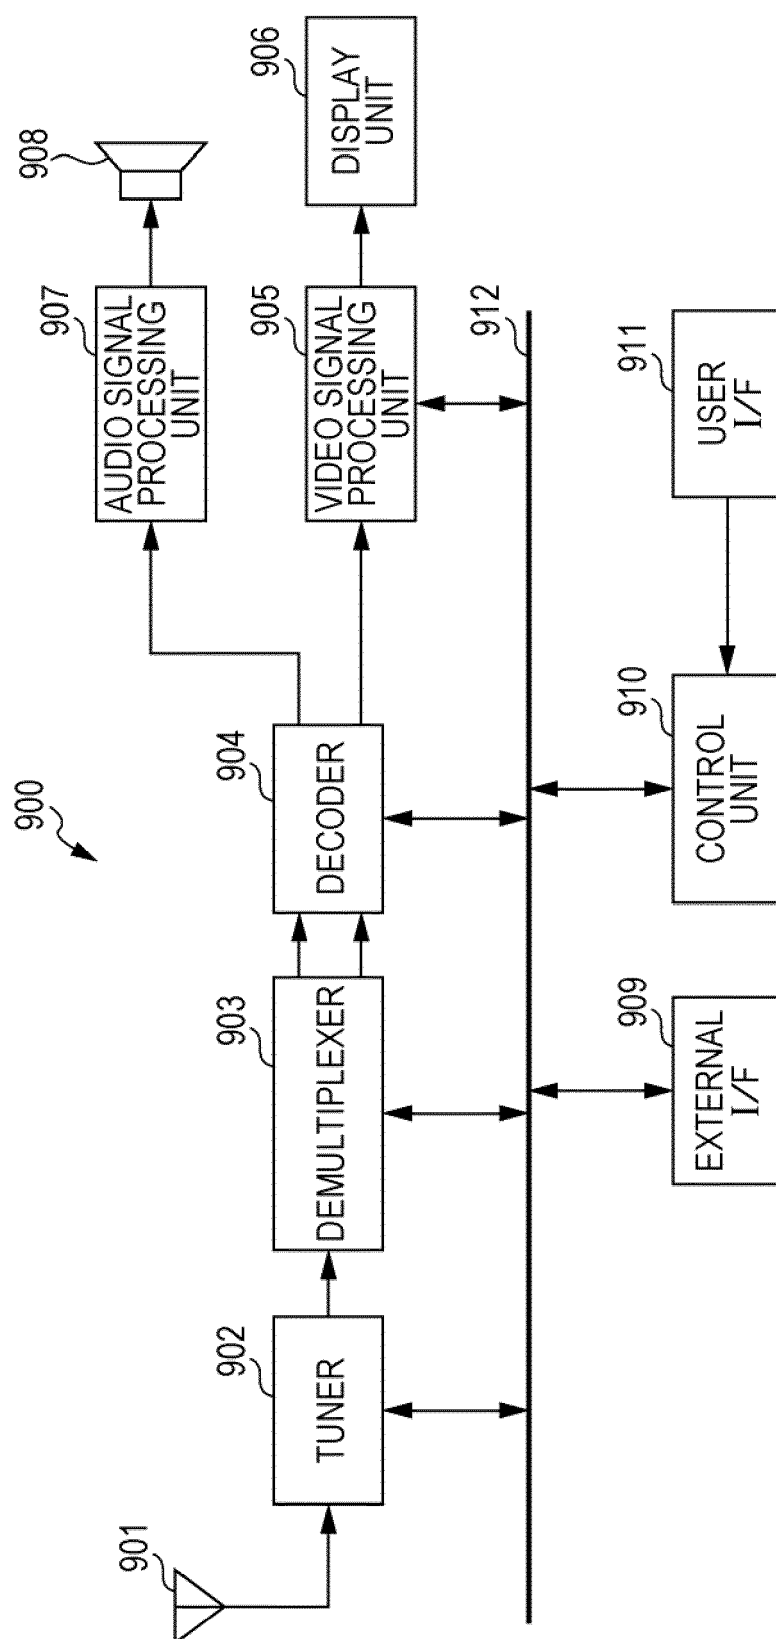 900
908
907
AUDIO SIGNAL
PROCESSING
UNIT
906
DISPLAY
UNIT
905
VIDEO SIGNAL
PROCESSING
UNIT
901
902
TUNER
903
DEMULTIPLEXER
904
DECODER
912
909
EXTERNAL
I/F
910
CONTROL
UNIT
911
USER
I/F